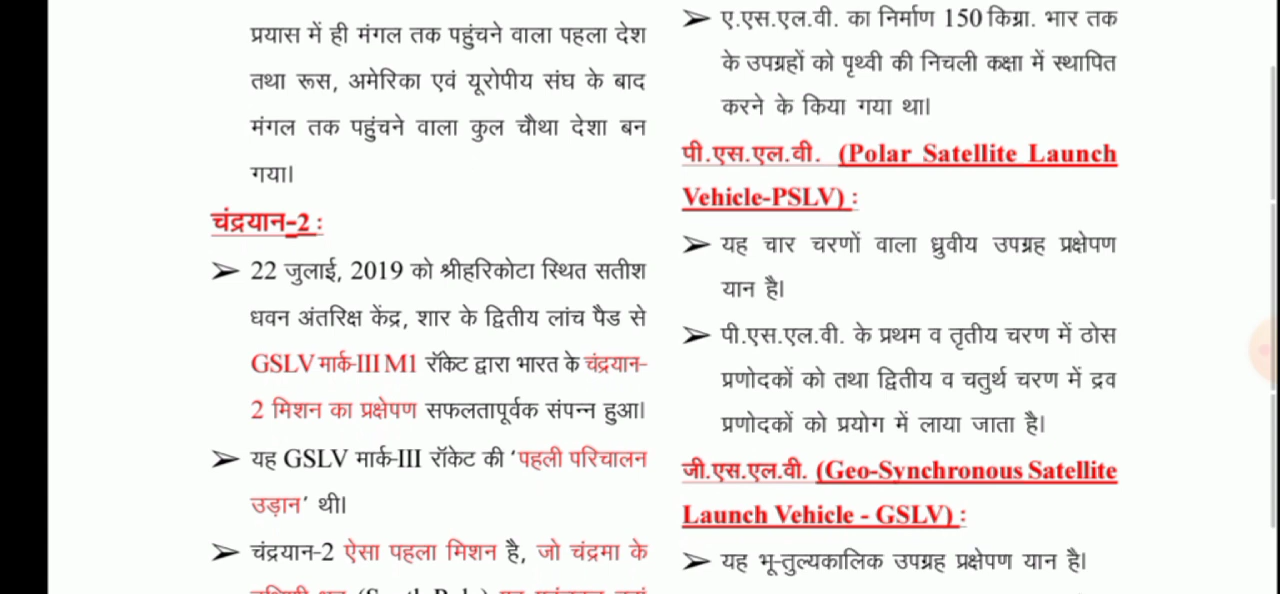 प्रयास में ही मंगल तक पहुंचने वाला पहला देश
तथा रूस, अमेरिका एवं यूरोपीय संघ के बाद
मंगल तक पहुंचने वाला कुल चौथा देशा बन
गया।
चंद्रयान-2 :
➢ 22 जुलाई, 2019 को श्रीहरिकोटा स्थित सतीश
धवन अंतरिक्ष केंद्र, शार के द्वितीय लांच पैड से
GSLV मार्क-III M1 रॉकेट द्वारा भारत के चंद्रयान-
2 मिशन का प्रक्षेपण सफलतापूर्वक संपन्न हुआ।
➢ यह GSLV मार्क-III रॉकेट की ‘पहली परिचालन
उड़ान’ थी।
➢ चंद्रयान-2 ऐसा पहला मिशन है, जो चंद्रमा के
➢ ए.एस.एल.वी. का निर्माण 150 किग्रा. भार तक
के उपग्रहों को पृथ्वी की निचली कक्षा में स्थापित
करने के किया गया था।
पी.एस.एल.वी. (Polar Satellite Launch
Vehicle-PSLV) :
➢ यह चार चरणों वाला ध्रुवीय उपग्रह प्रक्षेपण
यान है।
➢ पी.एस.एल.वी. के प्रथम व तृतीय चरण में ठोस
प्रणोदकों को तथा द्वितीय व चतुर्थ चरण में द्रव
प्रणोदकों को प्रयोग में लाया जाता है।
जी.एस.एल.वी. (Geo-Synchronous Satellite
Launch Vehicle - GSLV) :
➢ यह भू-तुल्यकालिक उपग्रह प्रक्षेपण यान है।